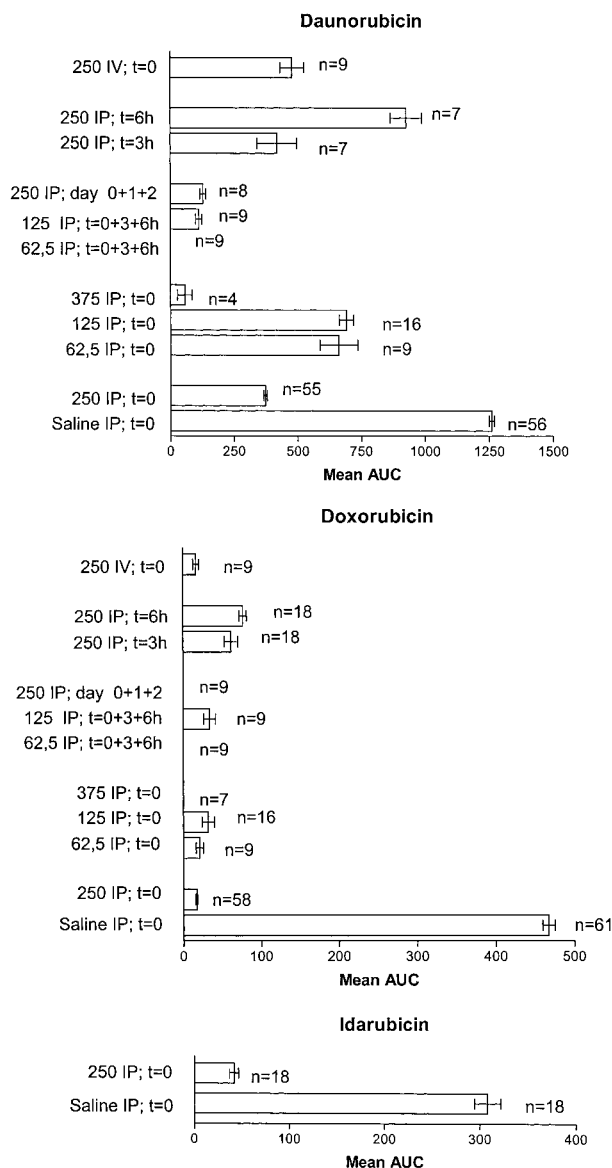 Daunorubicin
250 IV; t=0 n=9
250 IP; t=6h n=7
250 IP; t=3h n=7
250 IP; day 0+1+2 n=8
125 IP; t=0+3+6h n=9
62,5 IP; t=0+3+6h n=9
375 IP; t=0 n=4
125 IP; t=0 n=16
62,5 IP; t=0 n=9
250 IP; t=0 n=55
Saline IP; t=0 n=56
0 250 500 750 1000 1250 1500
Mean AUC
Doxorubicin
250 IV; t=0 n=9
250 IP; t=6h n=18
250 IP; t=3h n=18
250 IP; day 0+1+2 n=9
125 IP; t=0+3+6h n=9
62,5 IP; t=0+3+6h n=9
375 IP; t=0 n=7
125 IP; t=0 n=16
62,5 IP; t=0 n=9
250 IP; t=0 n=58
Saline IP; t=0 n=61
0 100 200 300 400 500
Mean AUC
Idarubicin
250 IP; t=0 n=18
Saline IP; t=0 n=18
0 100 200 300 400
Mean AUC